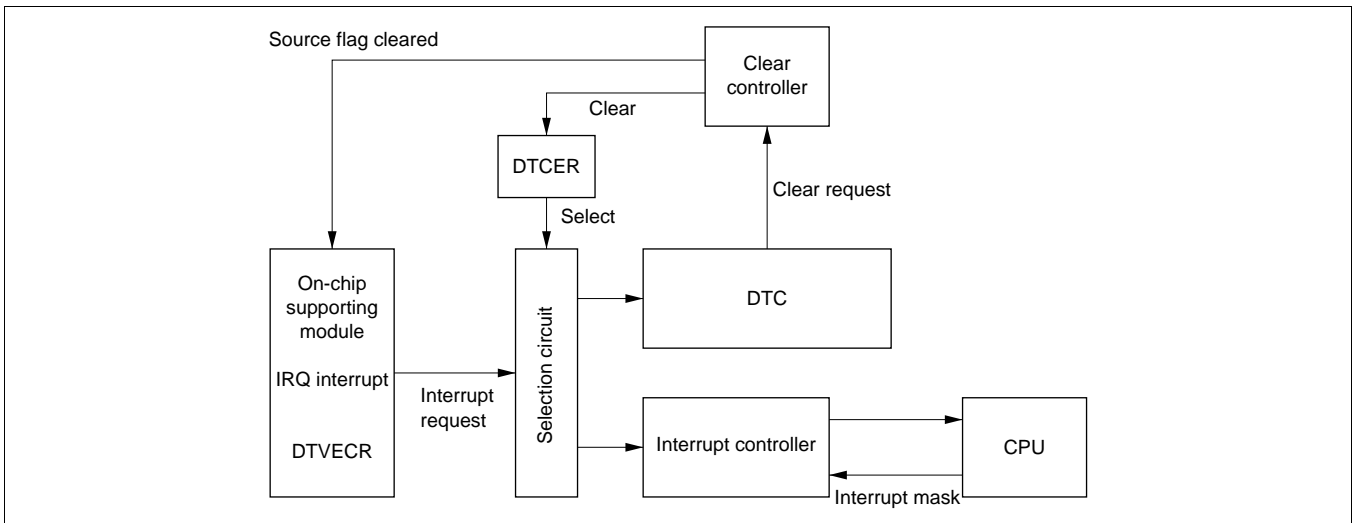 Source flag cleared
Clear
controller
Clear
DTCER
Clear request
Select
On-chip
supporting
module
IRQ interrupt
DTVECR
Interrupt
request
Selection circuit
DTC
Interrupt controller
CPU
Interrupt mask